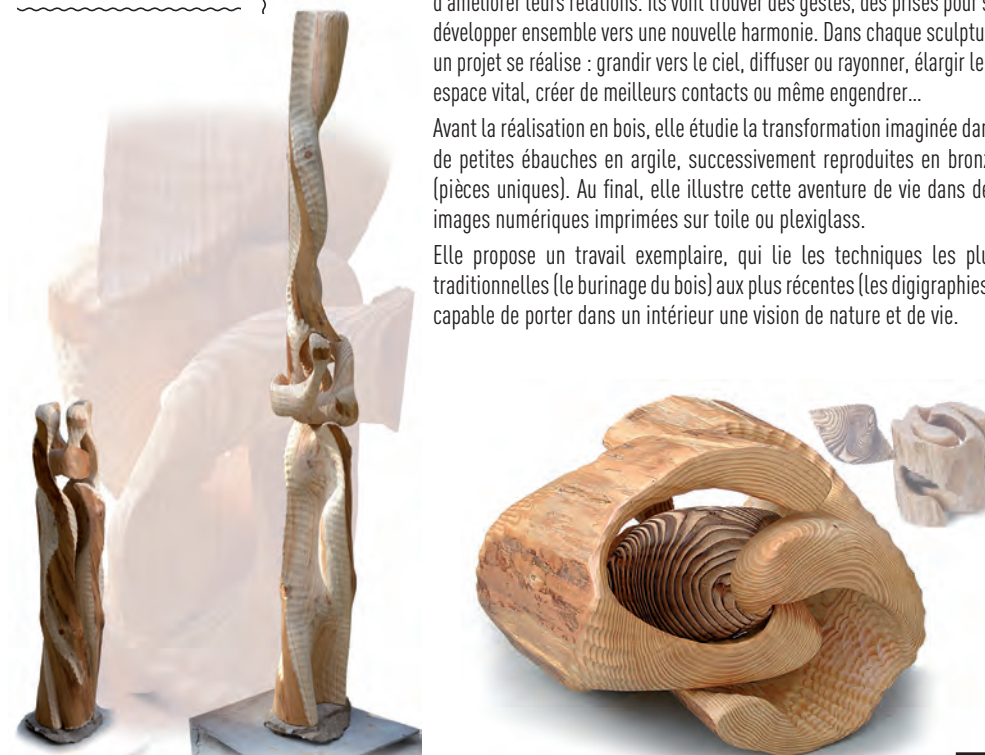 d'améliorer leurs relations. Ils vont trouver des gestes, des prises pour s
développer ensemble vers une nouvelle harmonie. Dans chaque sculptu
un projet se réalise : grandir vers le ciel, diffuser ou rayonner, élargir le
espace vital, créer de meilleurs contacts ou même engendrer...
Avant la réalisation en bois, elle étudie la transformation imaginée dan
de petites ébauches en argile, successivement reproduites en bronz
(pièces uniques). Au final, elle illustre cette aventure de vie dans de
images numériques imprimées sur toile ou plexiglass.
Elle propose un travail exemplaire, qui lie les techniques les plu
traditionnelles (le burinage du bois) aux plus récentes (les digigraphies
capable de porter dans un intérieur une vision de nature et de vie.